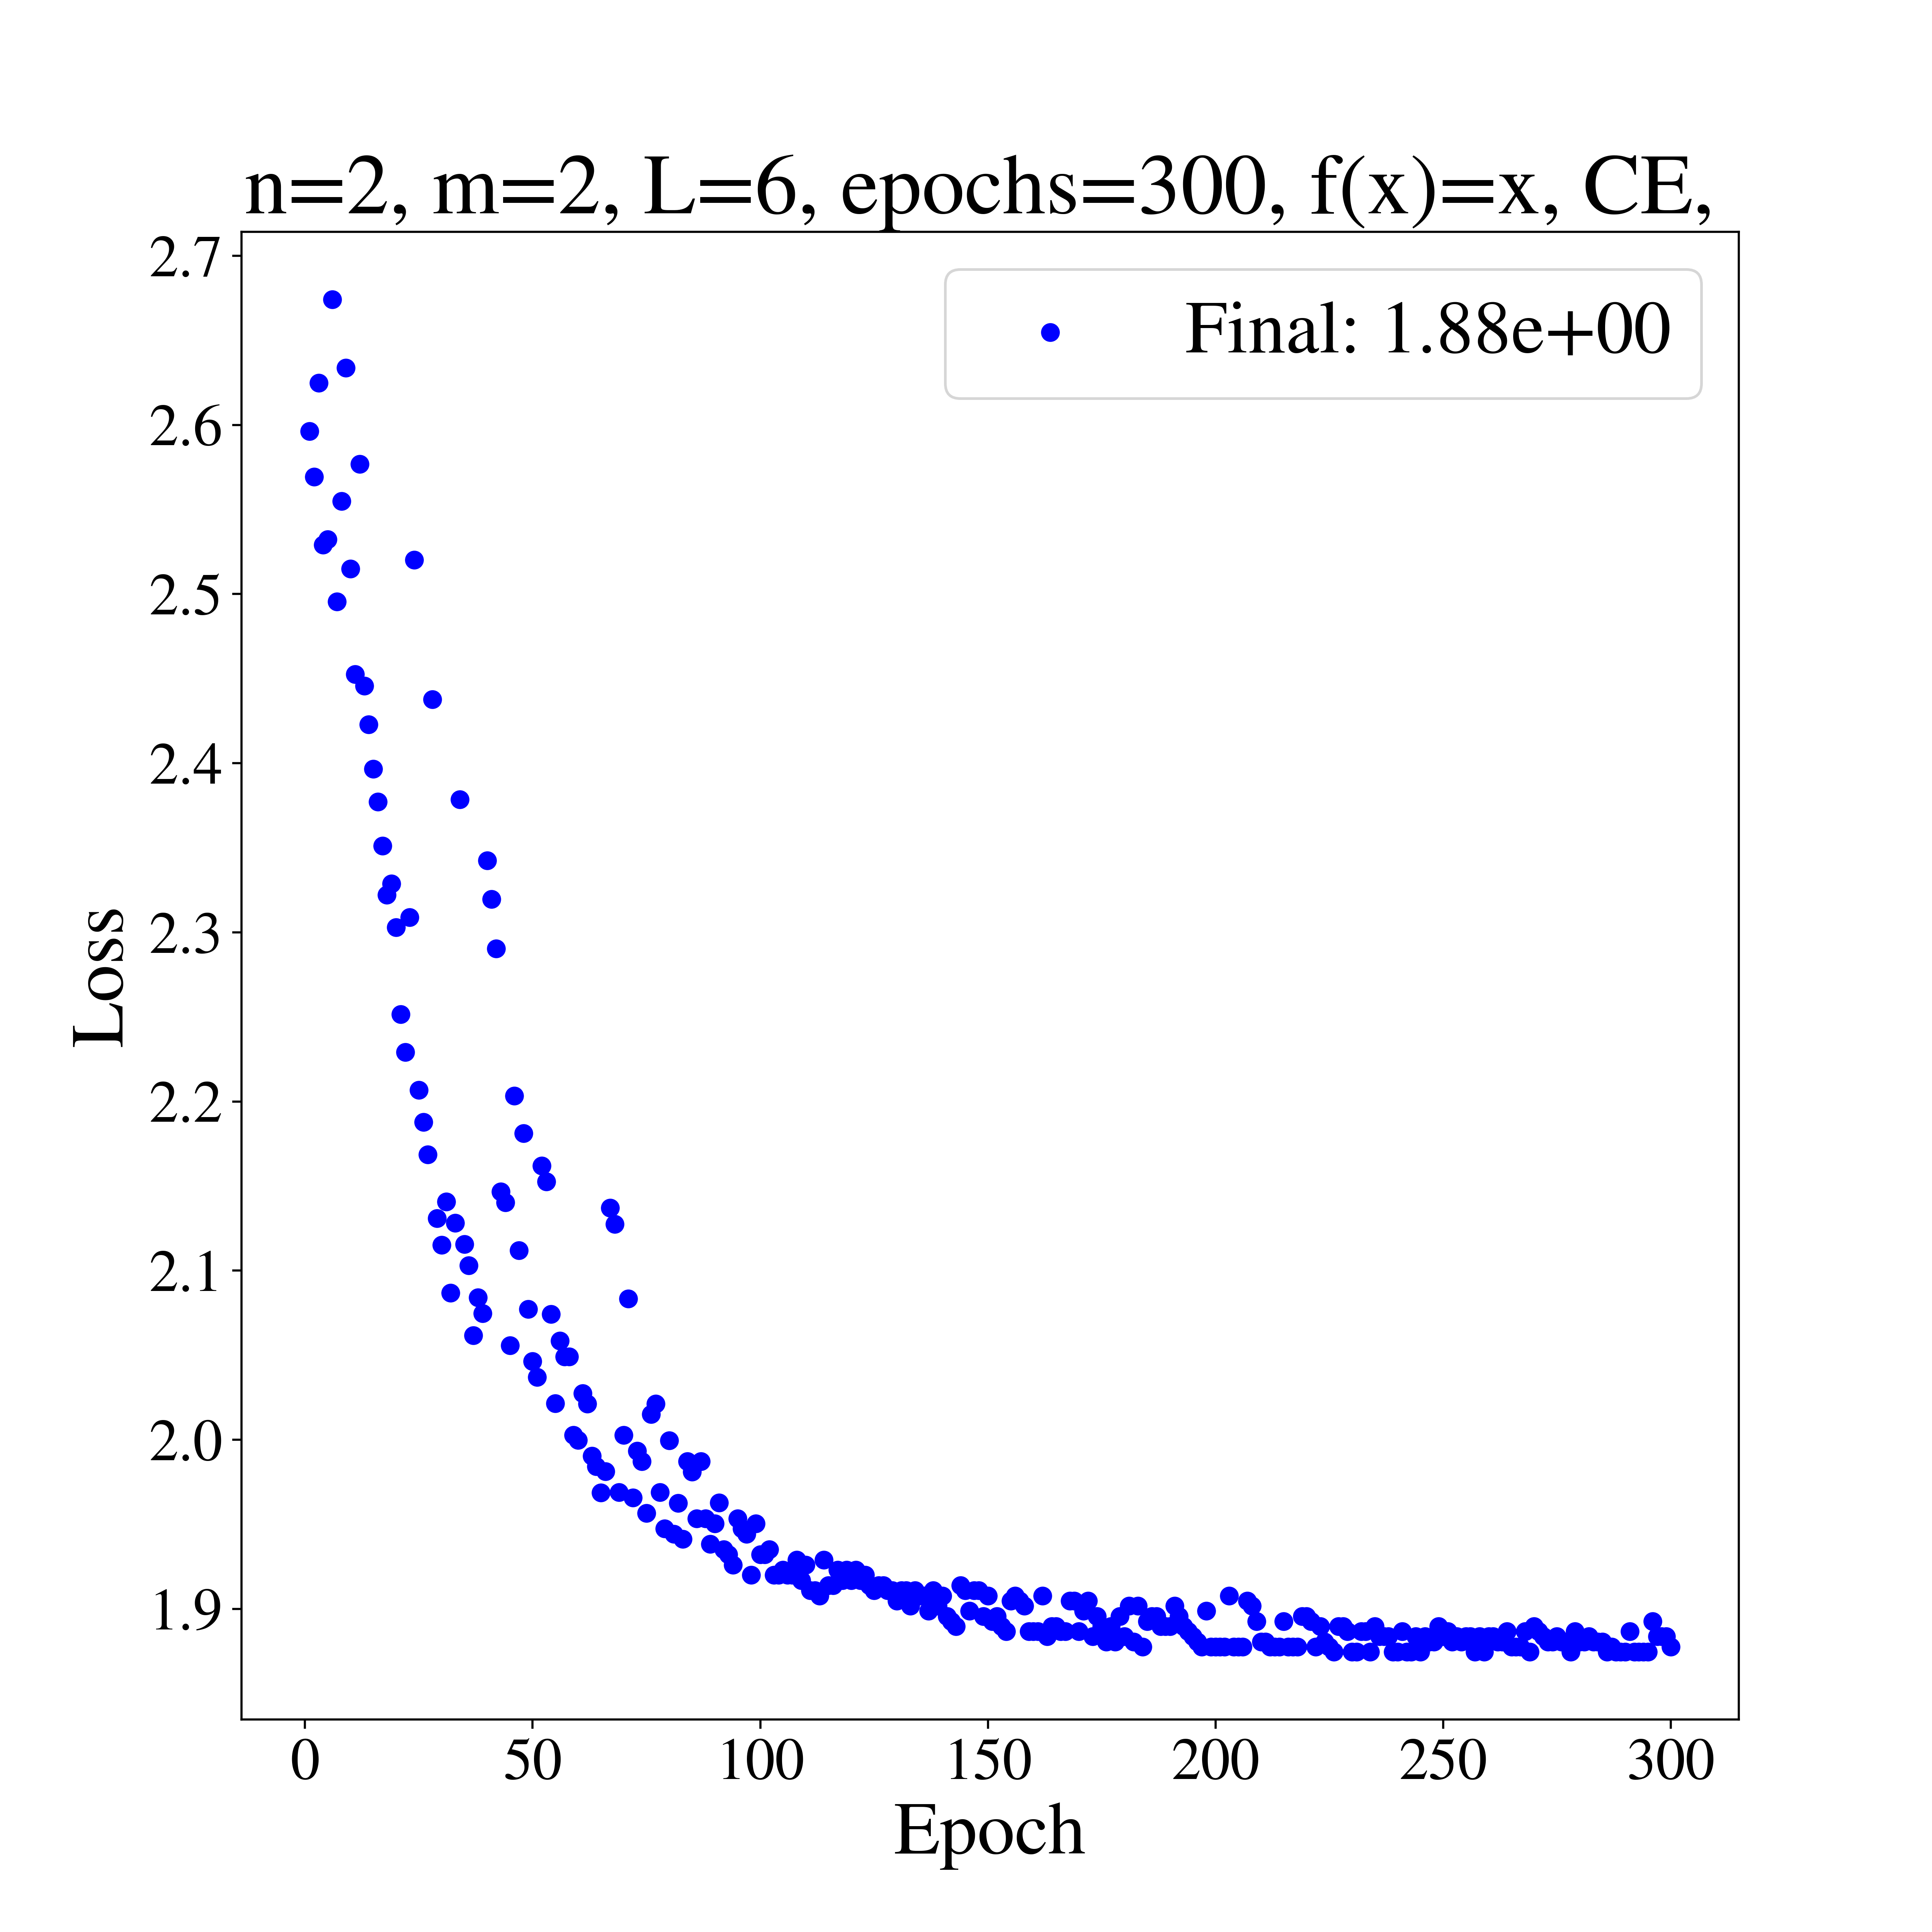 n=2, m=2, L=6, epochs=300, f(x)=x, CE,
Final: 1.88e+00
2.7
2.6
2.5
2.4
2.3
2.2
2.1
2.0
1.9
Loss
0 50 100 150 200 250 300
Epoch